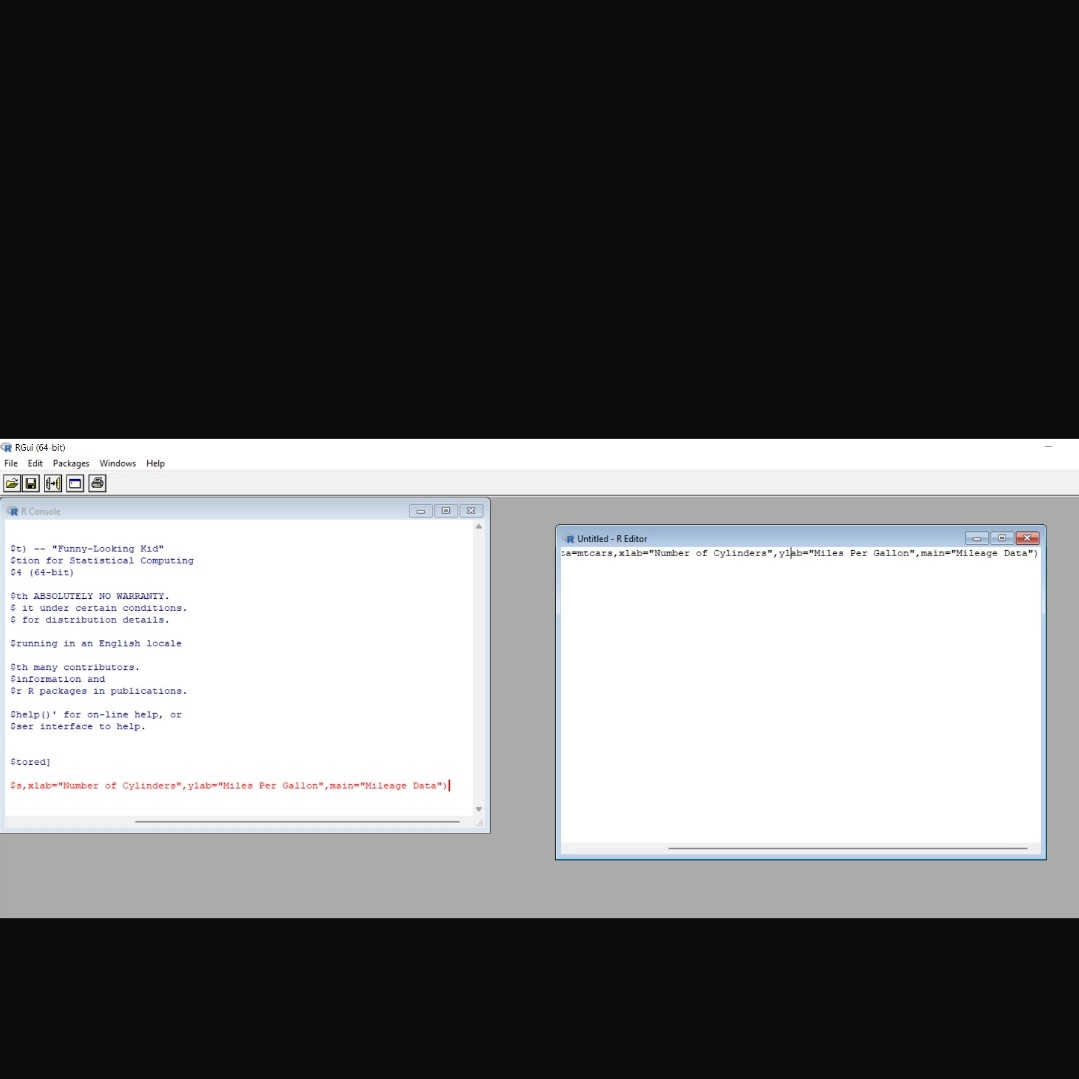 RGui (64-bit)
File Edit Packages Windows Help
R Console
$t) -- "Funny-Looking Kid"
$tion for Statistical Computing
$4 (64-bit)
$th ABSOLUTELY NO WARRANTY.
$ it under certain conditions.
$ for distribution details.
$running in an English locale
$th many contributors.
$information and
$r R packages in publications.
$help()' for on-line help, or
$ser interface to help.
$tored]
$s,xlab="Number of Cylinders",ylab="Miles Per Gallon",main="Mileage Data")
Untitled - R Editor
ta=mtcars,xlab="Number of Cylinders",ylab="Miles Per Gallon",main="Mileage Data")